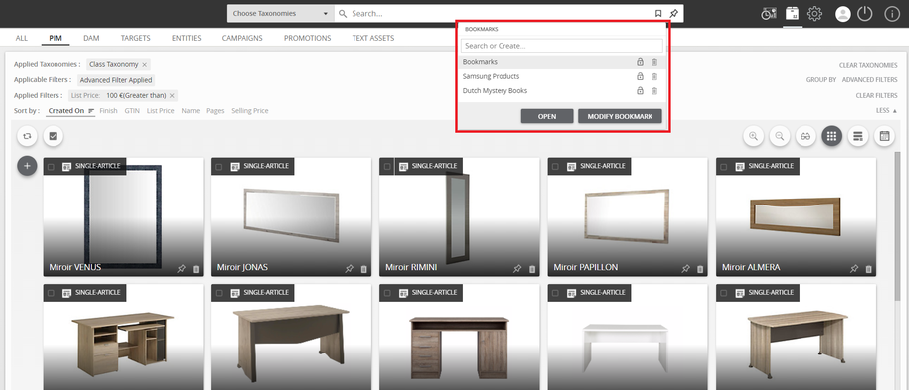 Choose Taxonomies
Search...
BOOKMARKS
Search or Create...
Bookmarks
Samsung Products
Dutch Mystery Books
OPEN
MODIFY BOOKMARK
ALL
PIM
DAM
TARGETS
ENTITIES
CAMPAIGNS
PROMOTIONS
TEXT ASSETS
Applied Taxonomies : Class Taxonomy
CLEAR TAXONOMIES
Applicable Filters : Advanced Filter Applied
GROUP BY ADVANCED FILTERS
Applied Filters : List Price: 100 €(Greater than)
CLEAR FILTERS
Sort by : Created On Finish GTIN List Price Name Pages Selling Price
LESS
SINGLE-ARTICLE
SINGLE-ARTICLE
SINGLE-ARTICLE
SINGLE-ARTICLE
SINGLE-ARTICLE
Miroir VENUS
Miroir JONAS
Miroir RIMINI
Miroir PAPILLON
Miroir ALMERA
SINGLE-ARTICLE
SINGLE-ARTICLE
SINGLE-ARTICLE
SINGLE-ARTICLE
SINGLE-ARTICLE